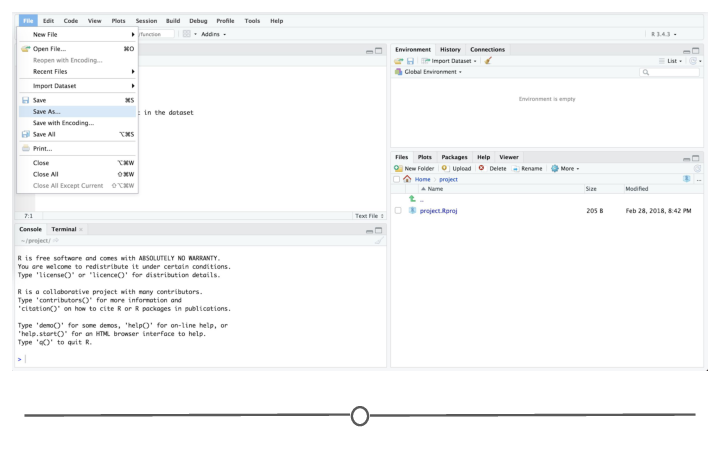 File Edit Code View Plots Session Build Debug Profile Tools Help
/function Addins R 3.4.3
New File
Open File... ⌘O
Reopen with Encoding...
Recent Files
Import Dataset
Save ⌘S
Save As...
Save with Encoding...
Save All ⌥⌘S
Print...
Close ⌥⌘W
Close All ⇧⌘W
Close All Except Current ⇧⌥⌘W
t in the dataset
7:1 Text File
Console Terminal ×
~/project/
R is free software and comes with ABSOLUTELY NO WARRANTY.
You are welcome to redistribute it under certain conditions.
Type 'license()' or 'licence()' for distribution details.
R is a collaborative project with many contributors.
Type 'contributors()' for more information and
'citation()' on how to cite R or R packages in publications.
Type 'demo()' for some demos, 'help()' for on-line help, or
'help.start()' for an HTML browser interface to help.
Type 'q()' to quit R.
>
Environment History Connections
Import Dataset List
Global Environment
Environment is empty
Files Plots Packages Help Viewer
New Folder Upload Delete Rename More
Home project ...
Name Size Modified
..
project.Rproj 205 B Feb 28, 2018, 8:42 PM